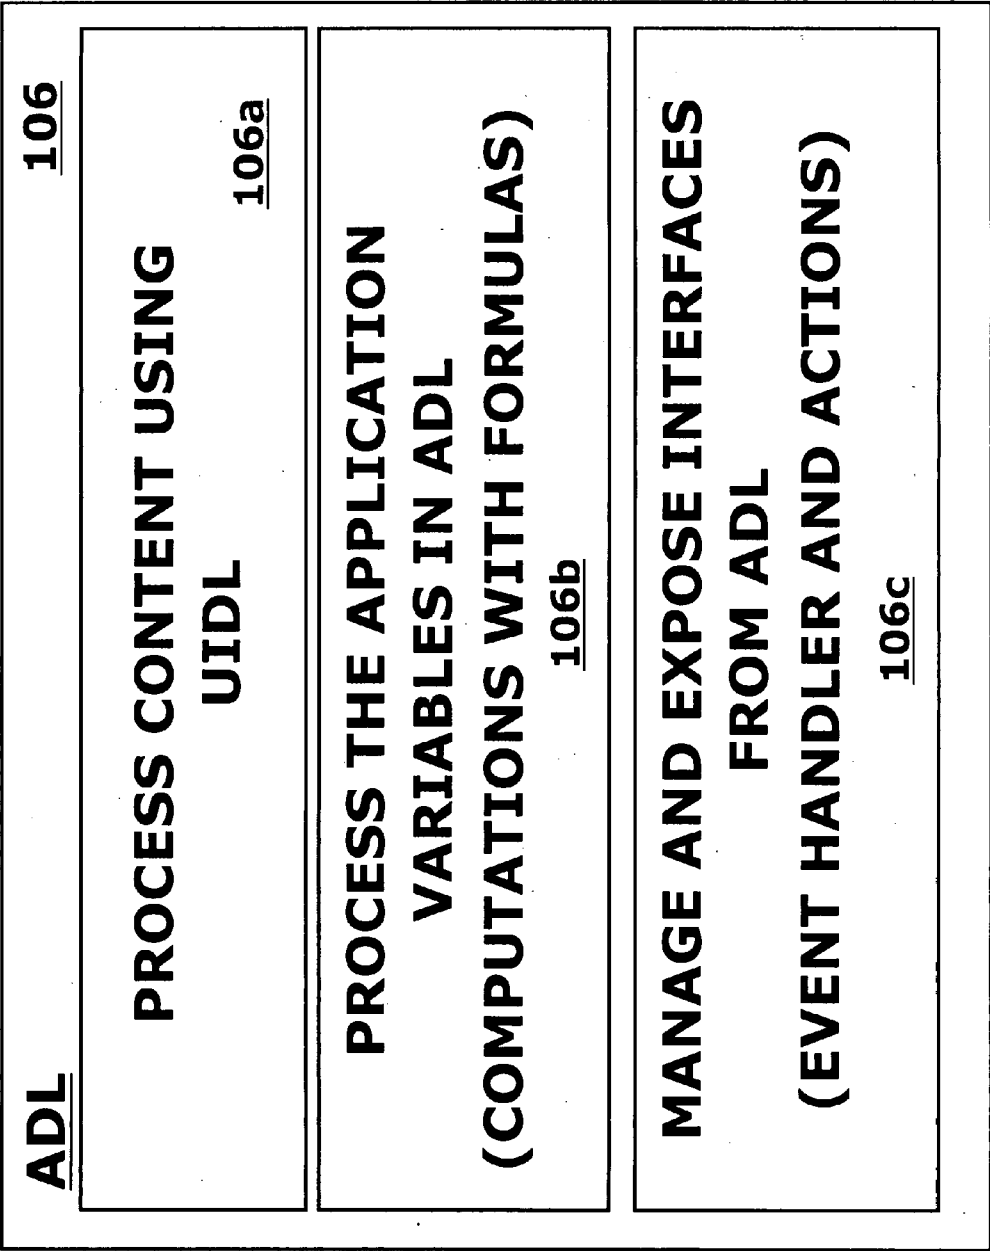 ADL
106
PROCESS CONTENT USING
UIDL
106a
PROCESS THE APPLICATION
VARIABLES IN ADL
(COMPUTATIONS WITH FORMULAS)
106b
MANAGE AND EXPOSE INTERFACES
FROM ADL
(EVENT HANDLER AND ACTIONS)
106c